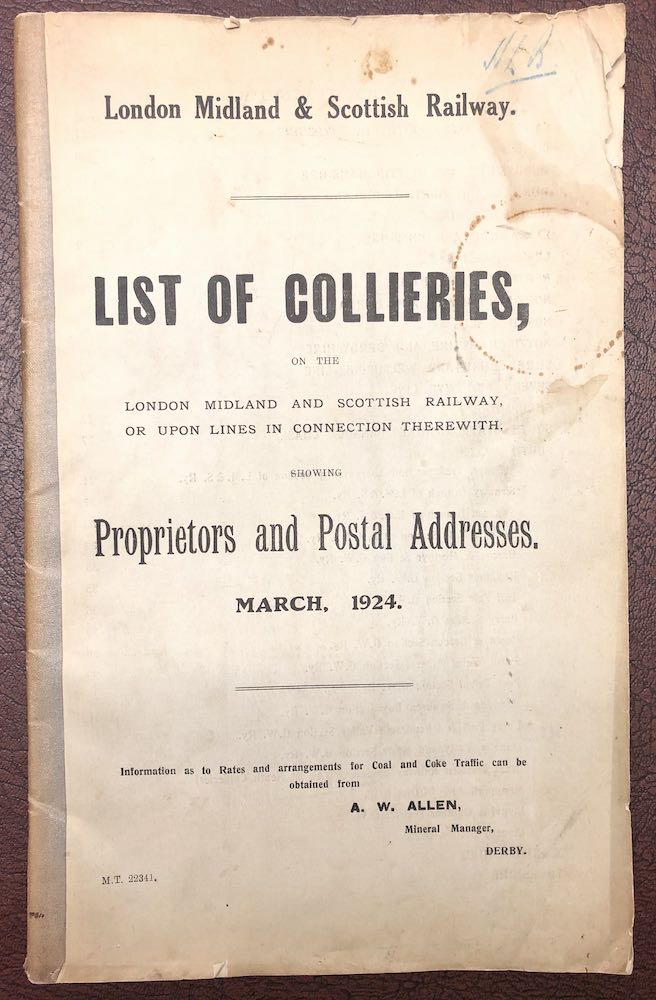 London Midland & Scottish Railway.
LIST OF COLLIERIES,
ON THE
LONDON MIDLAND AND SCOTTISH RAILWAY,
OR UPON LINES IN CONNECTION THEREWITH.
SHOWING
Proprietors and Postal Addresses.
MARCH, 1924.
Information as to Rates and arrangements for Coal and Coke Traffic can be
obtained from
A. W. ALLEN,
Mineral Manager,
DERBY.
M.T. 22341.